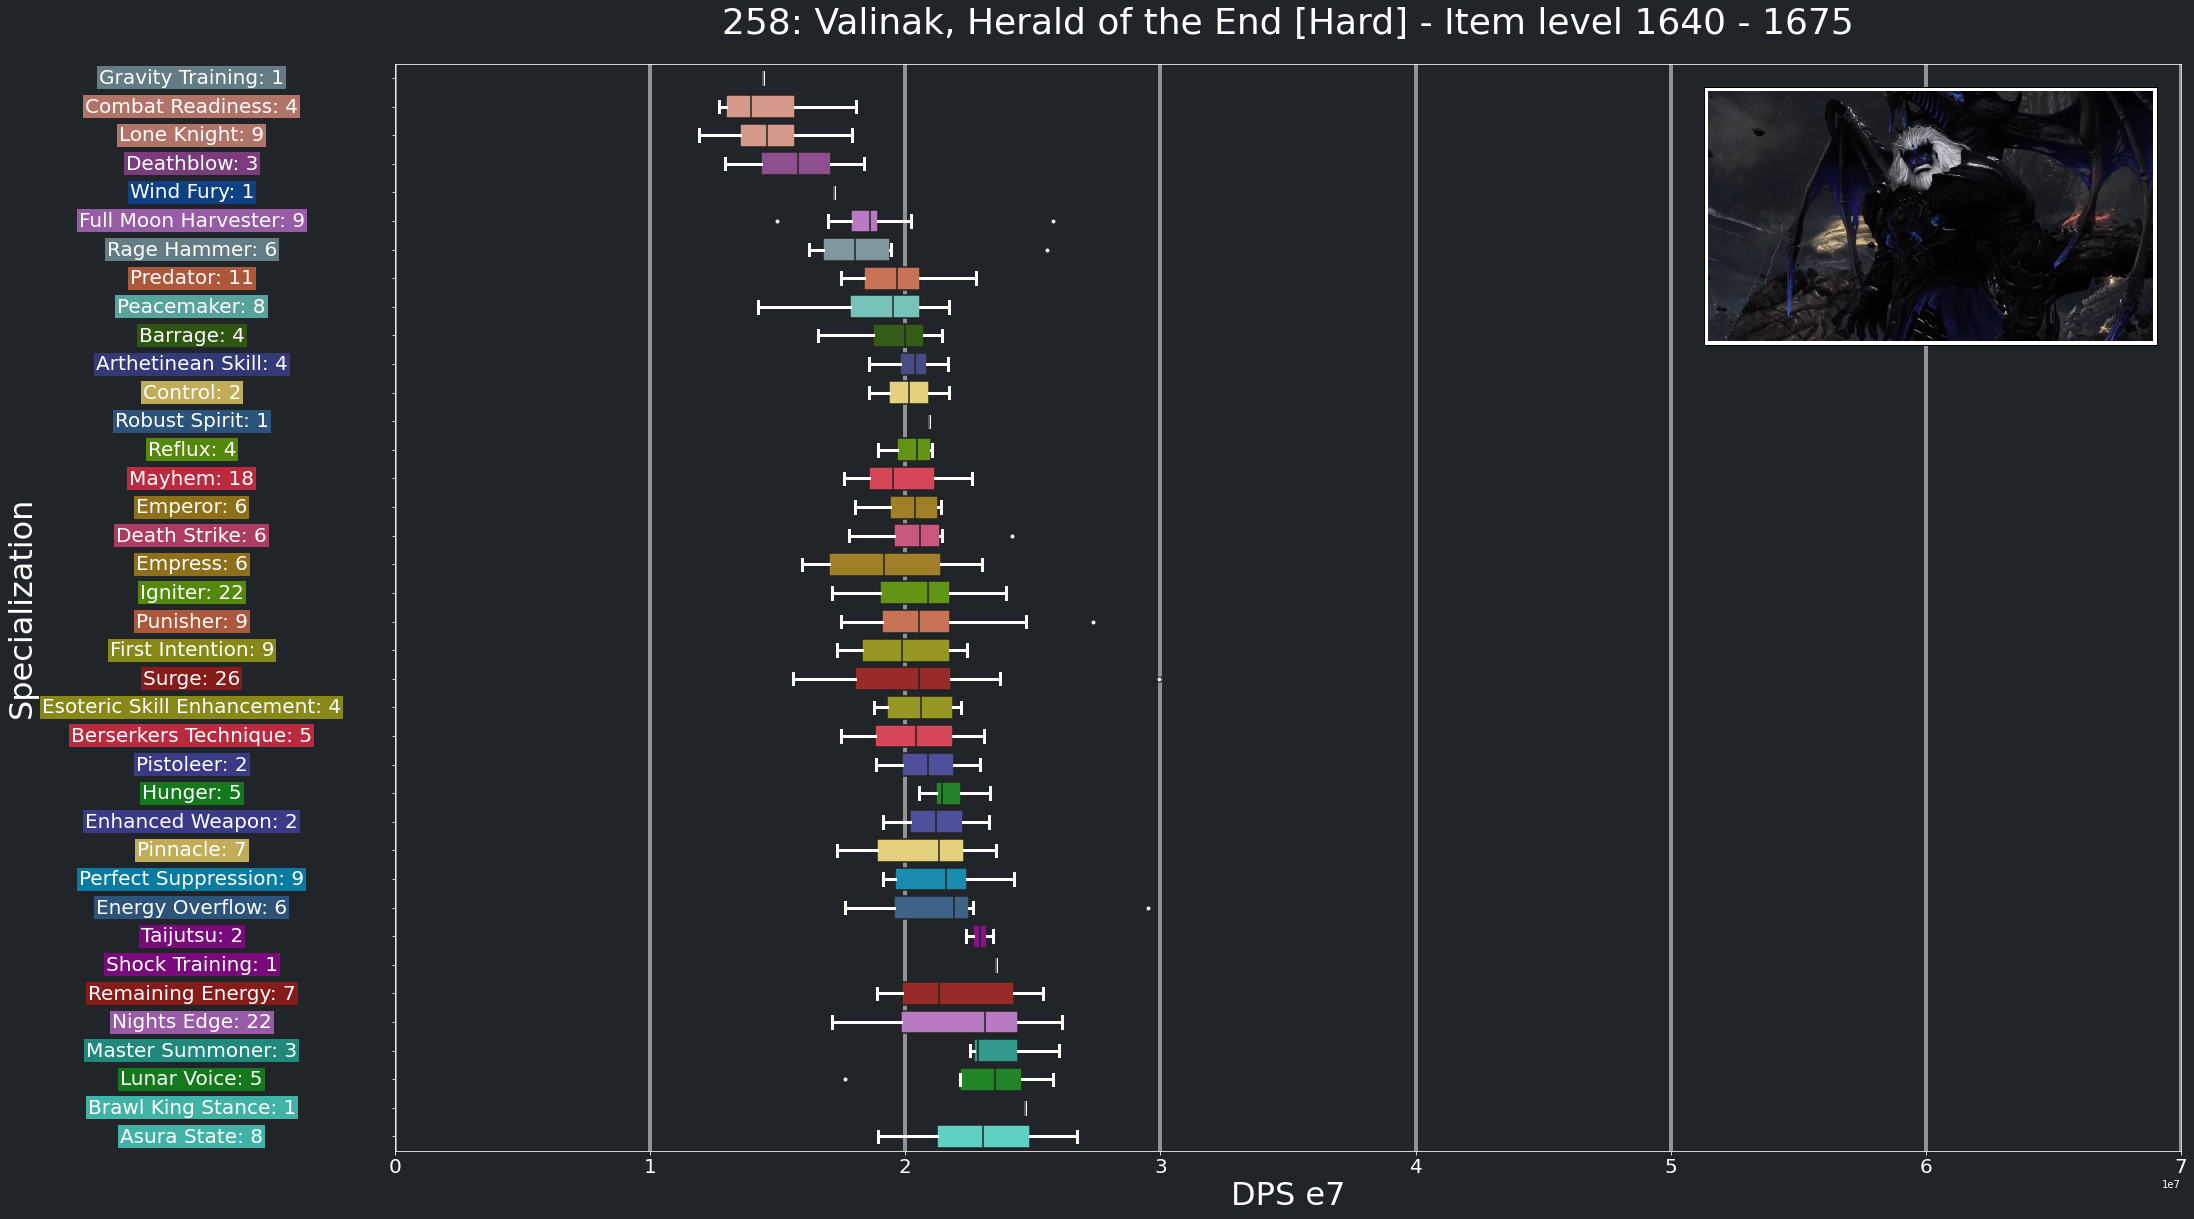 258: Valinak, Herald of the End [Hard] - Item level 1640 - 1675
Specialization
Gravity Training: 1
Combat Readiness: 4
Lone Knight: 9
Deathblow: 3
Wind Fury: 1
Full Moon Harvester: 9
Rage Hammer: 6
Predator: 11
Peacemaker: 8
Barrage: 4
Arthetinean Skill: 4
Control: 2
Robust Spirit: 1
Reflux: 4
Mayhem: 18
Emperor: 6
Death Strike: 6
Empress: 6
Igniter: 22
Punisher: 9
First Intention: 9
Surge: 26
Esoteric Skill Enhancement: 4
Berserkers Technique: 5
Pistoleer: 2
Hunger: 5
Enhanced Weapon: 2
Pinnacle: 7
Perfect Suppression: 9
Energy Overflow: 6
Taijutsu: 2
Shock Training: 1
Remaining Energy: 7
Nights Edge: 22
Master Summoner: 3
Lunar Voice: 5
Brawl King Stance: 1
Asura State: 8
0 1 2 3 4 5 6 7
1e7
DPS e7